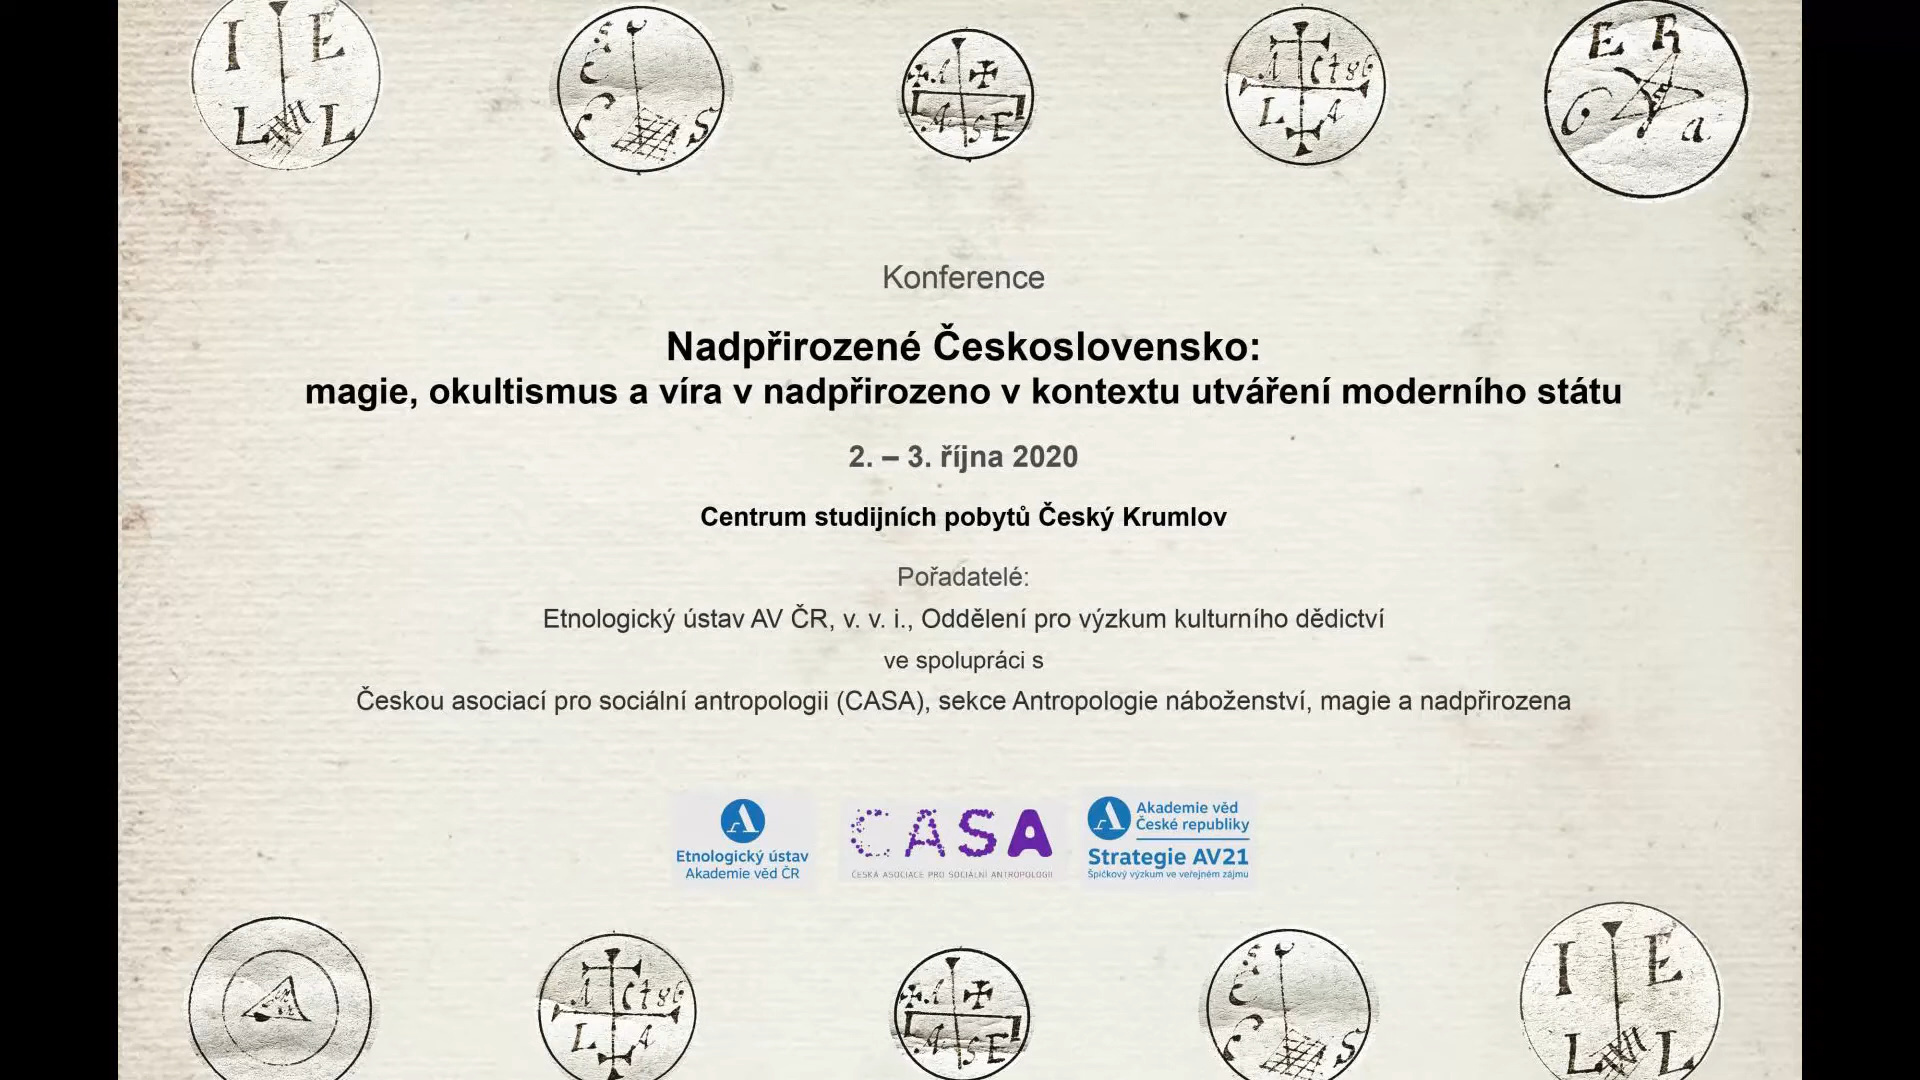 I E
L L
S
C
C S
A
L A S E
A C 1 86
L A
E R
O a
Konference
Nadpřirozené Československo:
magie, okultismus a víra v nadpřirozeno v kontextu utváření moderního státu
2. – 3. října 2020
Centrum studijních pobytů Český Krumlov
Pořadatelé:
Etnologický ústav AV ČR, v. v. i., Oddělení pro výzkum kulturního dědictví
ve spolupráci s
Českou asociací pro sociální antropologii (CASA), sekce Antropologie náboženství, magie a nadpřirozena
Etnologický ústav
Akademie věd ČR
CASA
ČESKÁ ASOCIACE PRO SOCIÁLNÍ ANTROPOLOGII
Akademie věd
České republiky
Strategie AV21
Špičkový výzkum ve veřejném zájmu
I E
L L